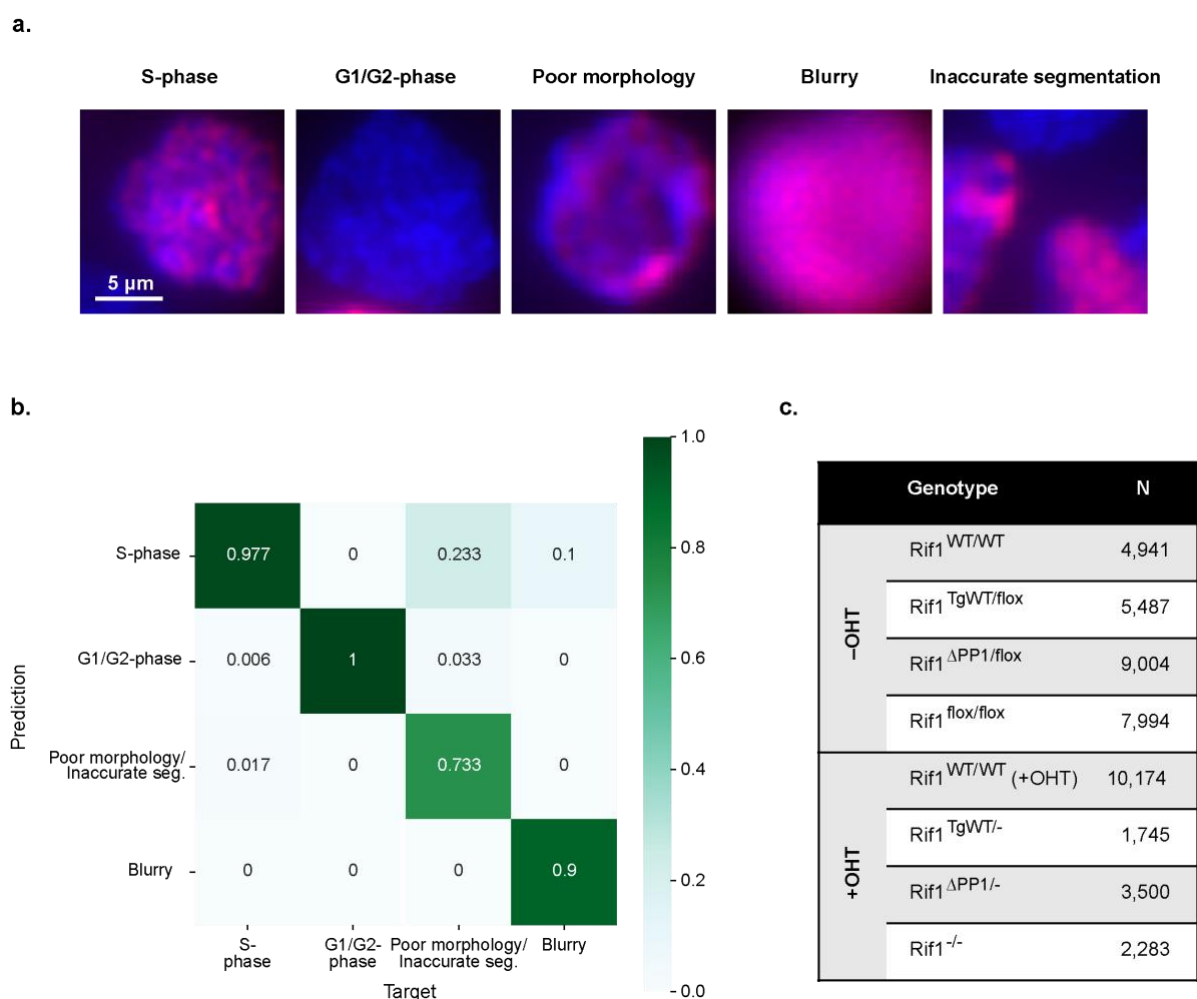 a.
S-phase G1/G2-phase Poor morphology Blurry Inaccurate segmentation
5 µm
b.
1.0
0.8
0.6
0.4
0.2
0.0
Prediction
S-phase 0.977 0 0.233 0.1
G1/G2-phase 0.006 1 0.033 0
Poor morphology/
Inaccurate seg. 0.017 0 0.733 0
Blurry 0 0 0 0.9
S-
phase
G1/G2-
phase
Poor morphology/
Inaccurate seg.
Blurry
Target
c.
Genotype N
–OHT
Rif1 WT/WT 4,941
Rif1 TgWT/flox 5,487
Rif1 ΔPP1/flox 9,004
Rif1 flox/flox 7,994
+OHT
Rif1 WT/WT (+OHT) 10,174
Rif1 TgWT/- 1,745
Rif1 ΔPP1/- 3,500
Rif1 -/- 2,283